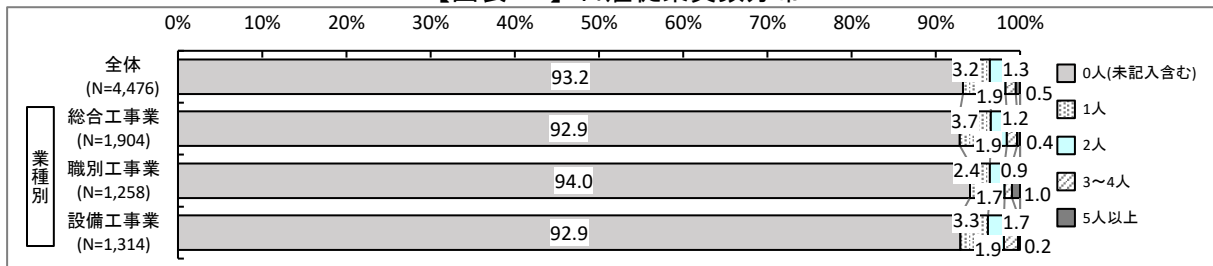 0% 10% 20% 30% 40% 50% 60% 70% 80% 90% 100%
全体
(N=4,476)
93.2 3.2 1.9 1.3 0.5
業種別
総合工事業
(N=1,904)
92.9 3.7 1.9 1.2 0.4
職別工事業
(N=1,258)
94.0 2.4 1.7 0.9 1.0
設備工事業
(N=1,314)
92.9 3.3 1.9 1.7 0.2
0人(未記入含む)
1人
2人
3～4人
5人以上